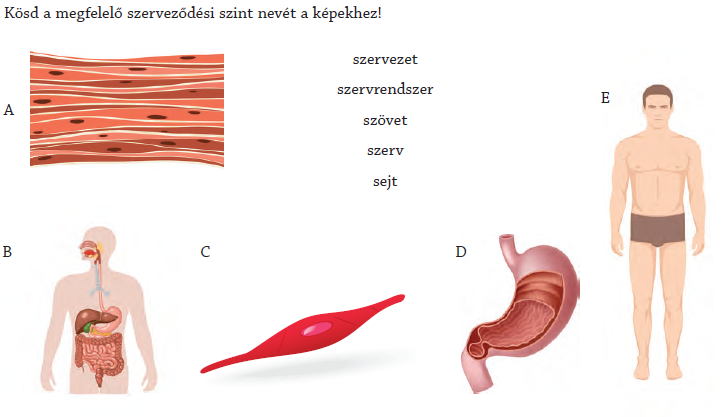 Kösd a megfelelő szerveződési szint nevét a képekhez!
A
szervezet
szervrendszer
szövet
szerv
sejt
E
B
C
D